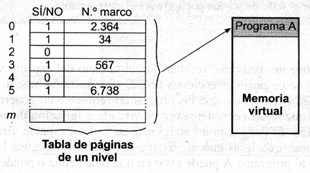 SÍ/NO N.º marco
0 1 2.364
1 1 34
2 0
3 1 567
4 0
5 1 6.738
m
Tabla de páginas
de un nivel
Programa A
Memoria
virtual